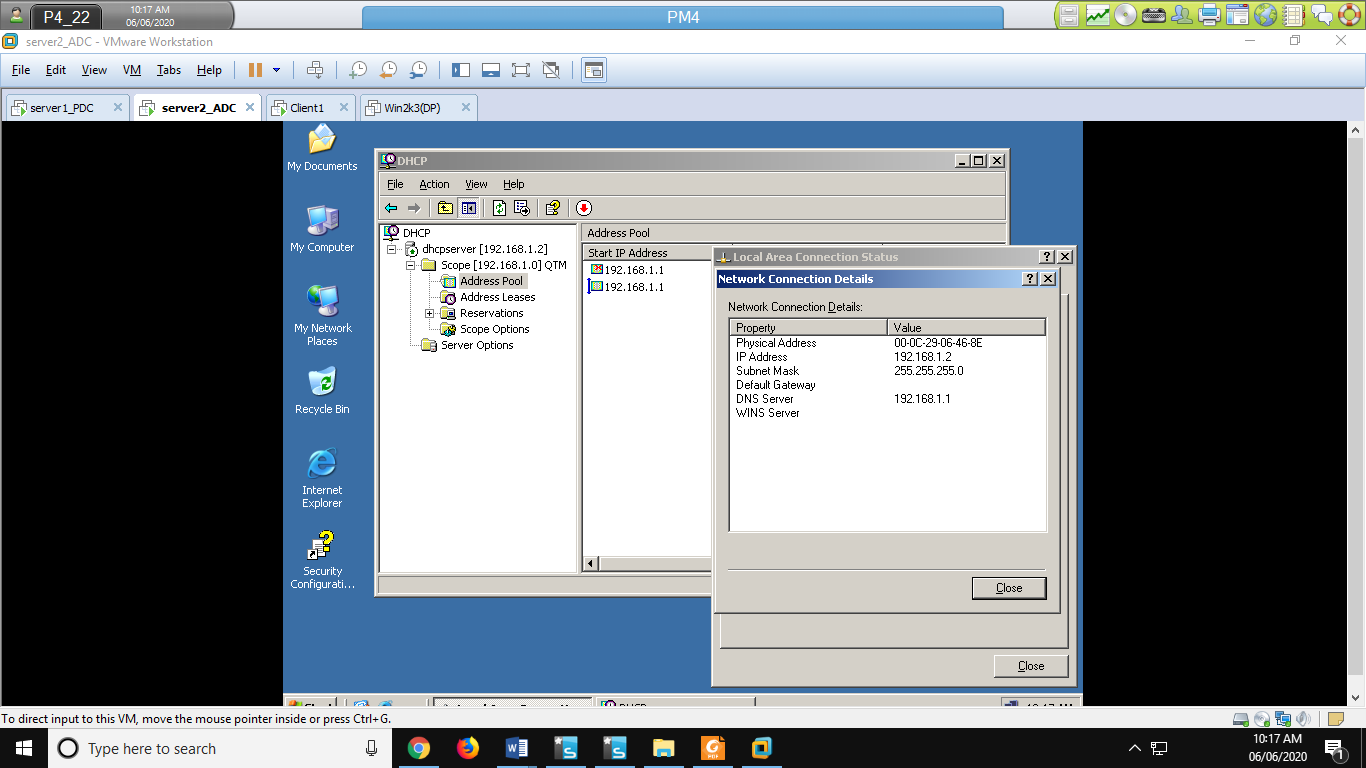 P4_22
10:17 AM
06/06/2020
PM4
server2_ADC - VMware Workstation
File Edit View VM Tabs Help
server1_PDC
server2_ADC
Client1
Win2k3(DP)
My Documents
My Computer
My Network
Places
Recycle Bin
Internet
Explorer
Security
Configurati...
DHCP
File Action View Help
DHCP
dhcpserver [192.168.1.2]
Scope [192.168.1.0] QTM
Address Pool
Address Leases
Reservations
Scope Options
Server Options
Address Pool
Start IP Address
192.168.1.1
192.168.1.1
Local Area Connection Status
Network Connection Details
Network Connection Details:
Property Value
Physical Address 00-0C-29-06-46-8E
IP Address 192.168.1.2
Subnet Mask 255.255.255.0
Default Gateway
DNS Server 192.168.1.1
WINS Server
Close
Close
To direct input to this VM, move the mouse pointer inside or press Ctrl+G.
Type here to search
10:17 AM
06/06/2020
1